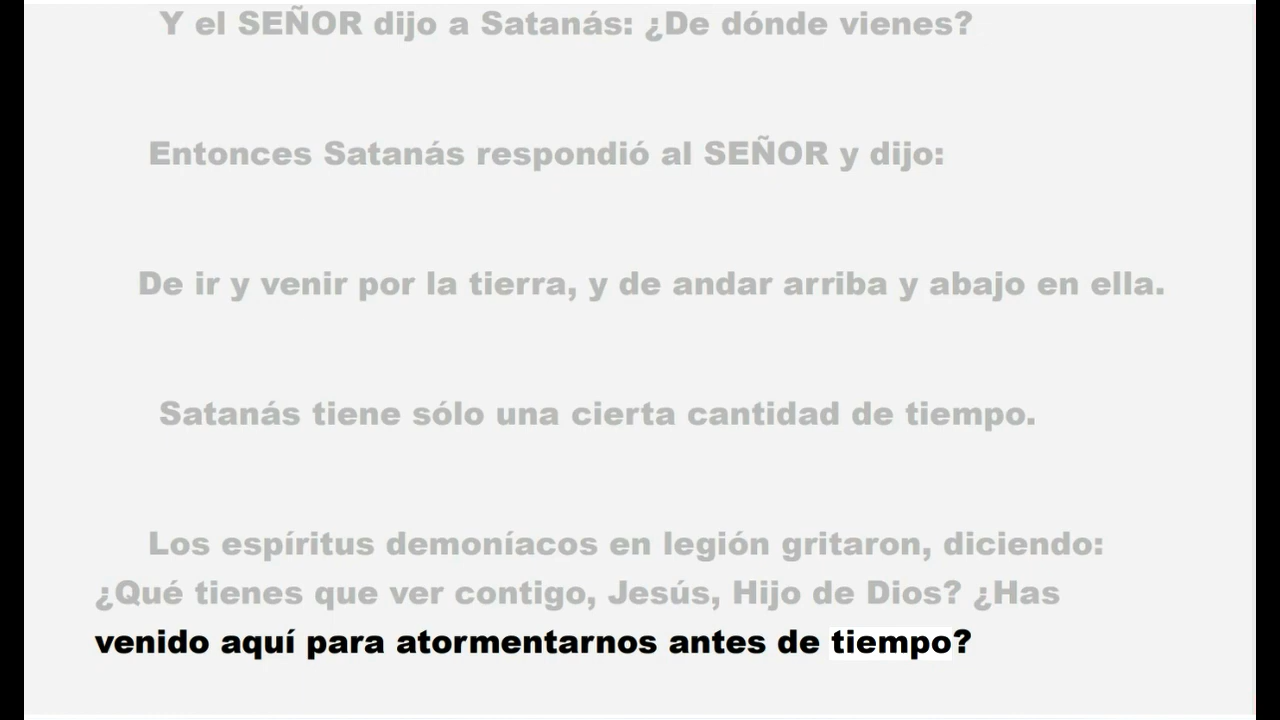 Y el SEÑOR dijo a Satanás: ¿De dónde vienes?
Entonces Satanás respondió al SEÑOR y dijo:
De ir y venir por la tierra, y de andar arriba y abajo en ella.
Satanás tiene sólo una cierta cantidad de tiempo.
Los espíritus demoníacos en legión gritaron, diciendo:
¿Qué tienes que ver contigo, Jesús, Hijo de Dios? ¿Has
venido aquí para atormentarnos antes de tiempo?